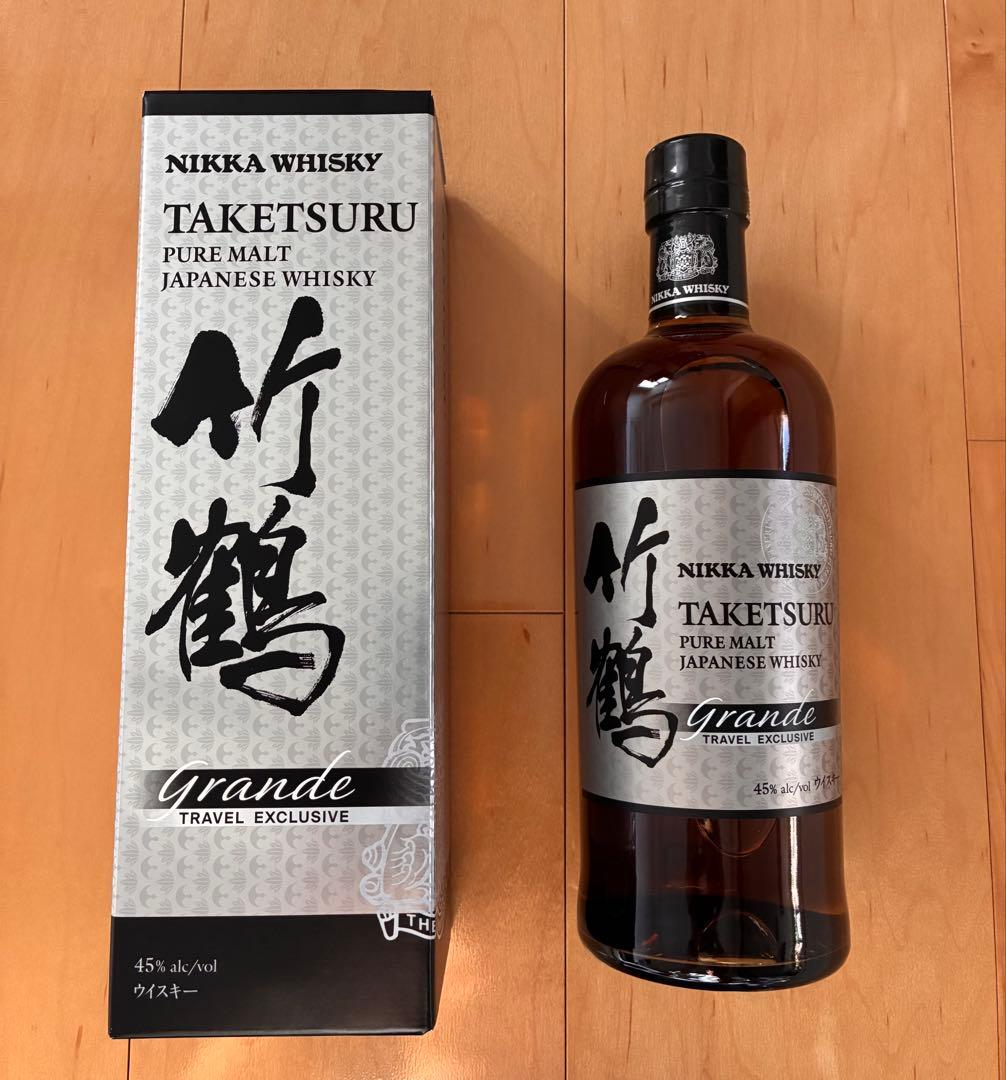 NIKKA WHISKY
TAKETSURU
PURE MALT
JAPANESE WHISKY
竹鶴
Grande
TRAVEL EXCLUSIVE
THE
45% alc/vol
ウイスキー
NIKKA WHISKY
竹鶴
NIKKA WHISKY
TAKETSURU
PURE MALT
JAPANESE WHISKY
Grande
TRAVEL EXCLUSIVE
45% alc/vol ウイスキー